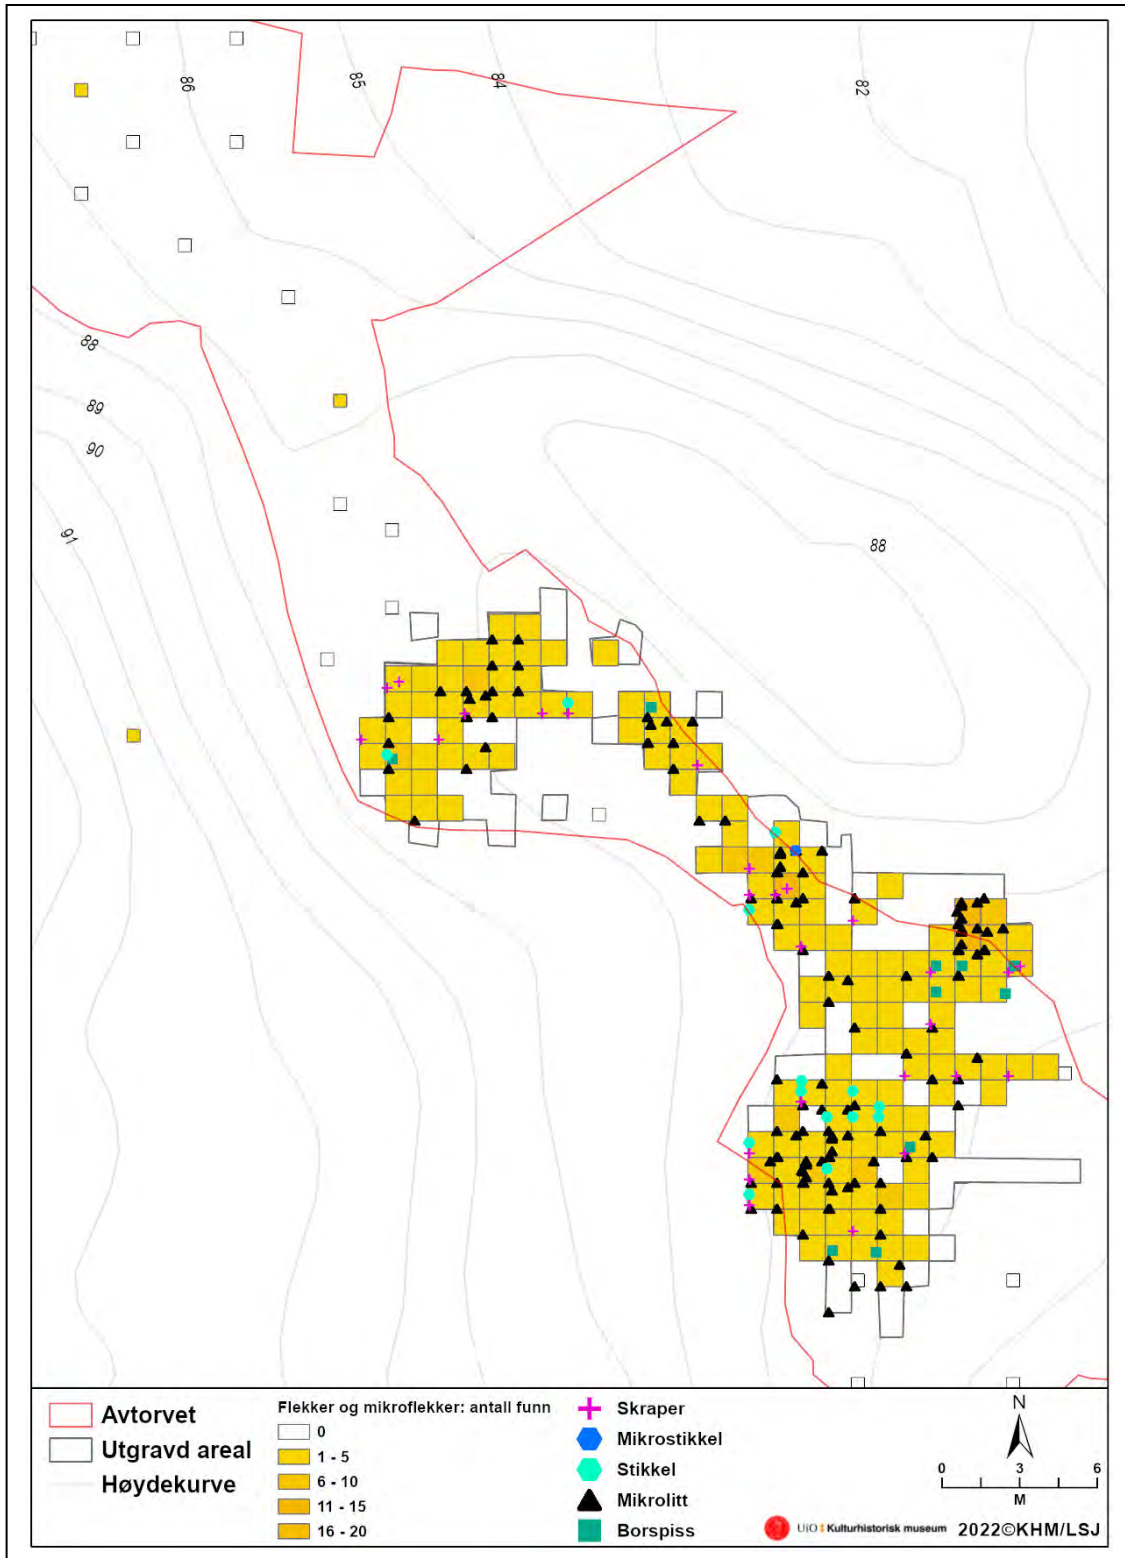 86
85
84
82
88
89
90
91
88
Avtorvet
Utgravd areal
Høydekurve
Flekker og mikroflekker: antall funn
0
1 - 5
6 - 10
11 - 15
16 - 20
Skraper
Mikrostikkel
Stikkel
Mikrolitt
Borspiss
N
0 3 6
M
UiO Kulturhistorisk museum
2022©KHM/LSJ